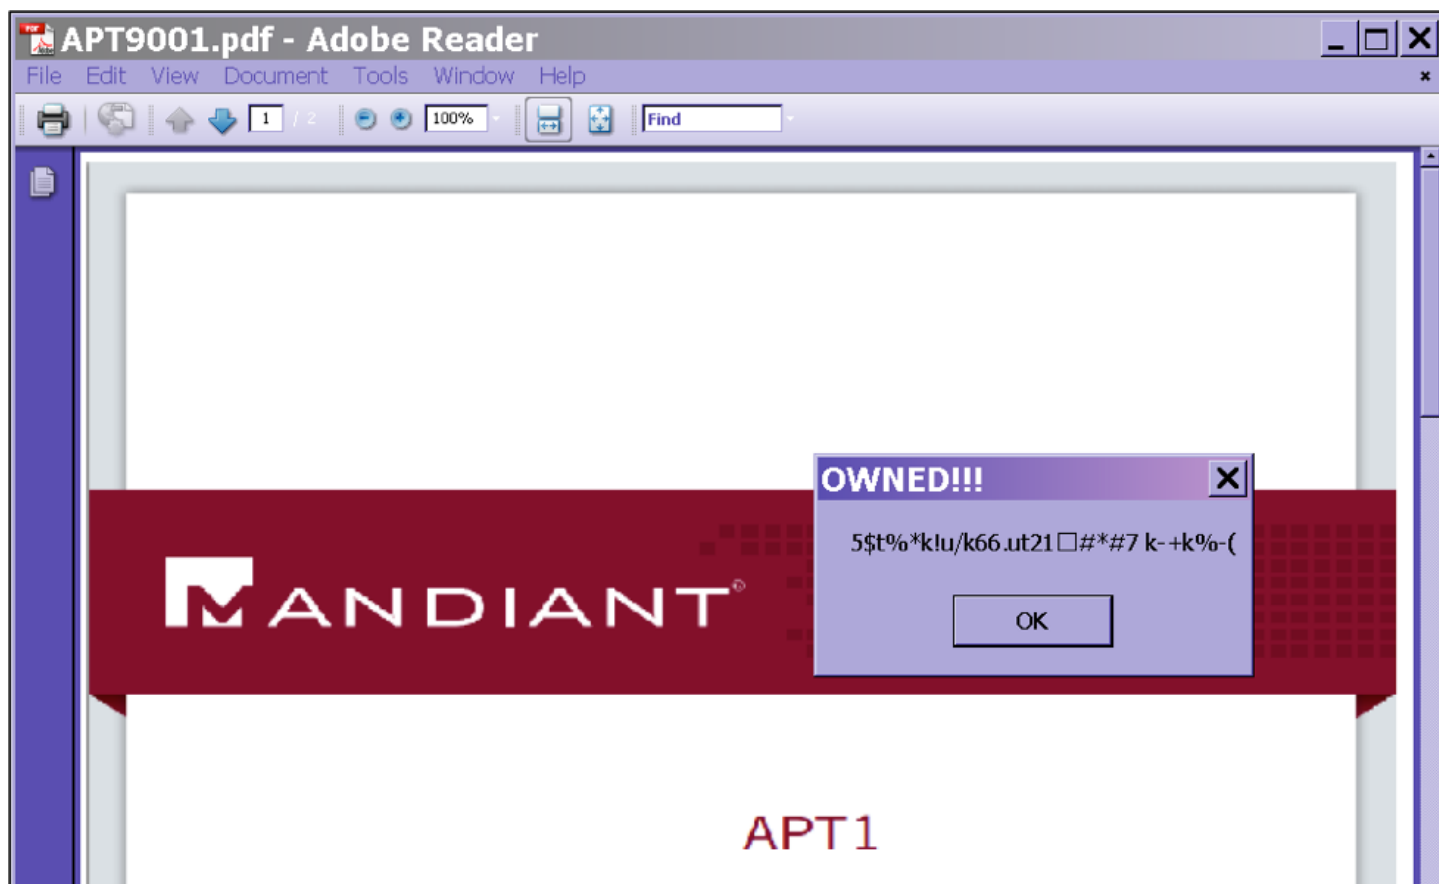 APT9001.pdf - Adobe Reader
File Edit View Document Tools Window Help
1 / 2 100% Find
OWNED!!!
5$t%*k!u/k66.ut21□#*#7 k-+k%-(
OK
MANDIANT®
APT1